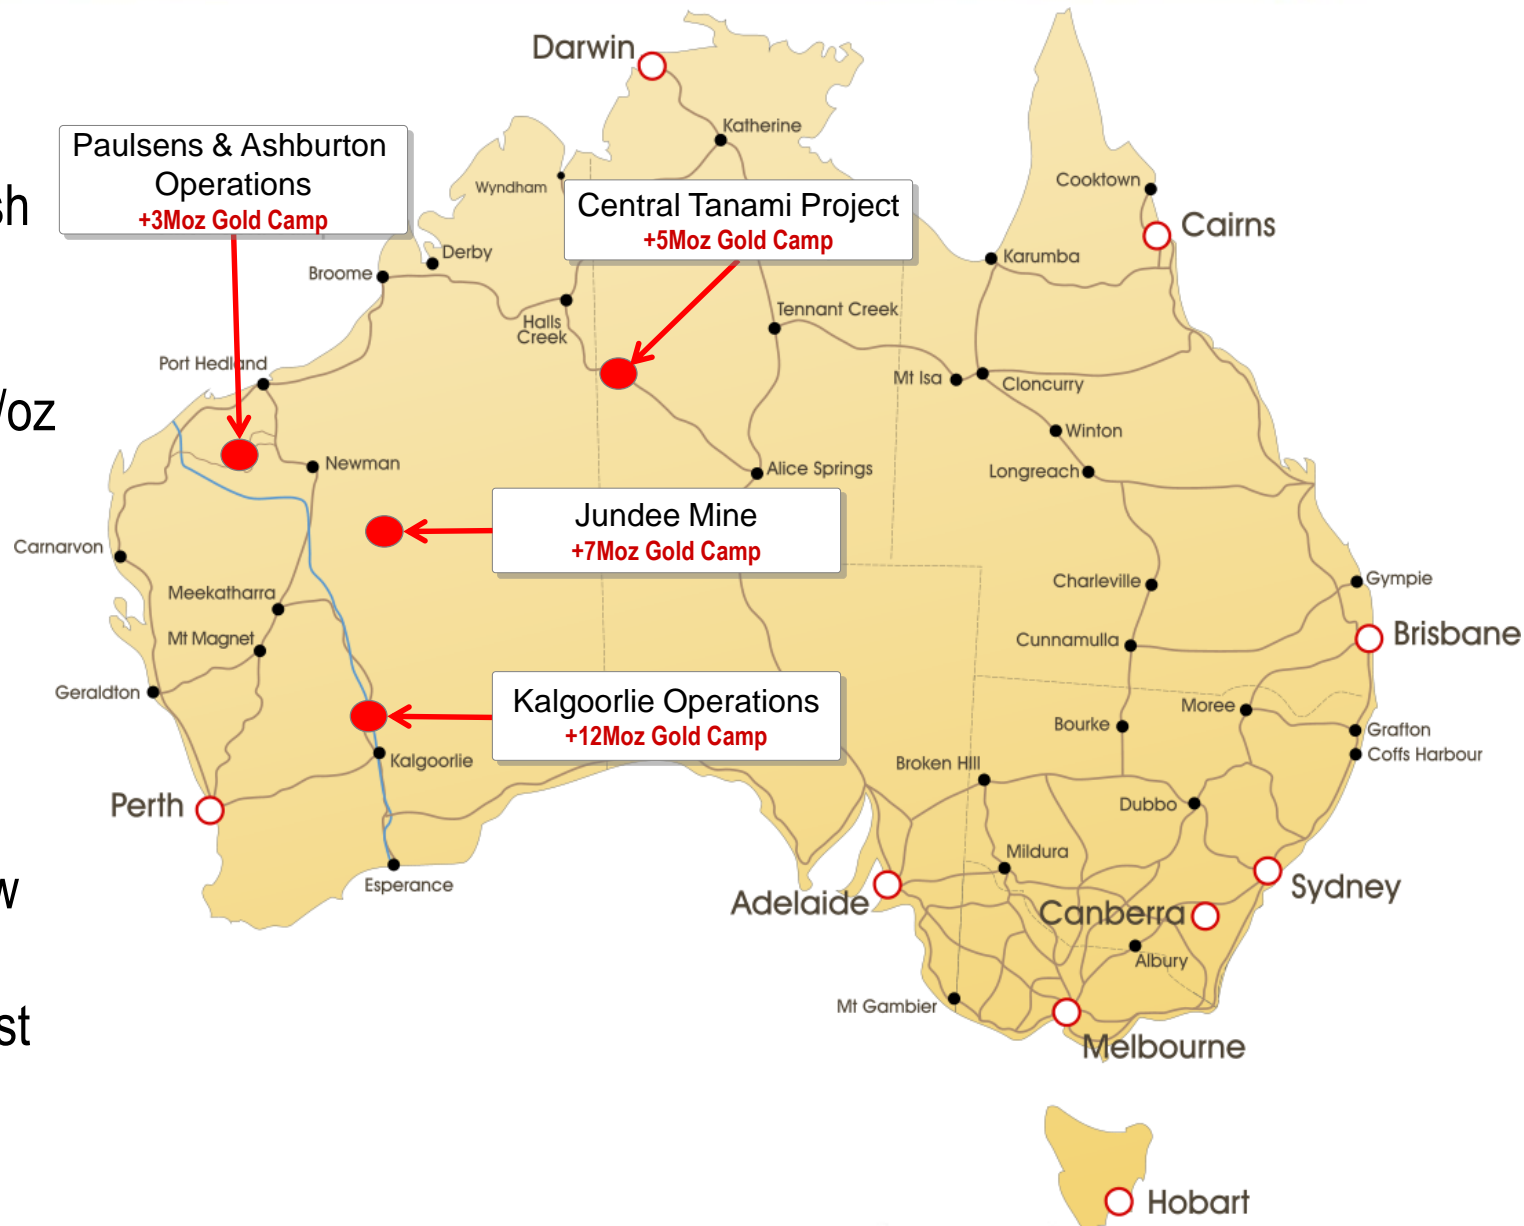 sh
/oz
w
st
Darwin
Katherine
Paulsens & Ashburton
Operations
+3Moz Gold Camp
Wyndham
Central Tanami Project
+5Moz Gold Camp
Cooktown
Cairns
Derby
Broome
Karumba
Halls
Creek
Tennant Creek
Port Hedland
Mt Isa
Cloncurry
Winton
Newman
Alice Springs
Longreach
Jundee Mine
+7Moz Gold Camp
Carnarvon
Meekatharra
Charleville
Gympie
Mt Magnet
Cunnamulla
Brisbane
Geraldton
Kalgoorlie Operations
+12Moz Gold Camp
Moree
Bourke
Grafton
Coffs Harbour
Kalgoorlie
Broken Hill
Perth
Dubbo
Mildura
Esperance
Adelaide
Sydney
Canberra
Albury
Mt Gambier
Melbourne
Hobart